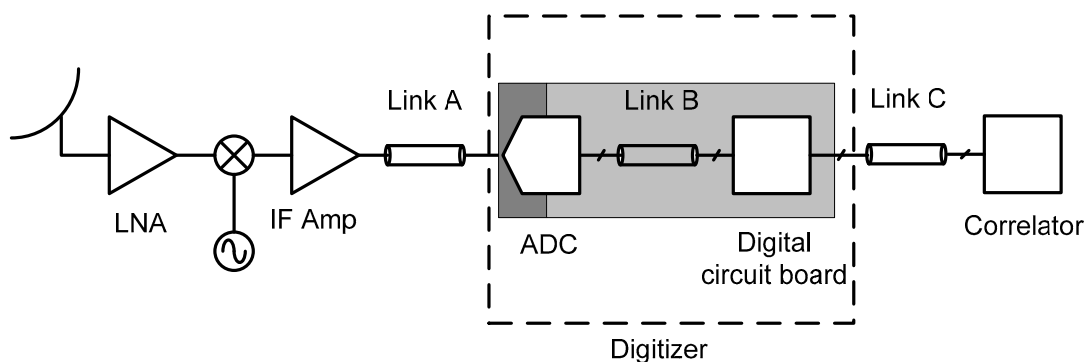 Link A
Link B
Link C
LNA
IF Amp
ADC
Digital
circuit board
Correlator
Digitizer